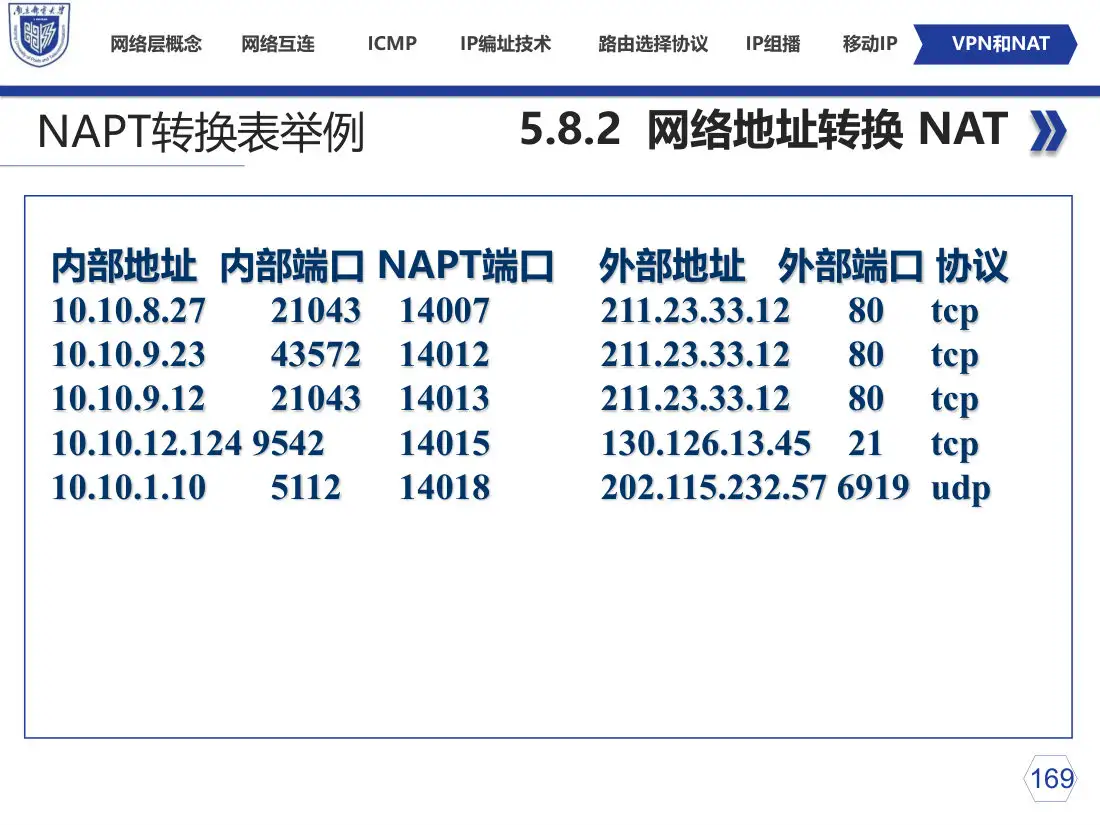 网络层概念 网络互连 ICMP IP编址技术 路由选择协议 IP组播 移动IP VPN和NAT
NAPT转换表举例
5.8.2 网络地址转换 NAT
内部地址 内部端口 NAPT端口 外部地址 外部端口 协议
10.10.8.27 21043 14007 211.23.33.12 80 tcp
10.10.9.23 43572 14012 211.23.33.12 80 tcp
10.10.9.12 21043 14013 211.23.33.12 80 tcp
10.10.12.124 9542 14015 130.126.13.45 21 tcp
10.10.1.10 5112 14018 202.115.232.57 6919 udp
169